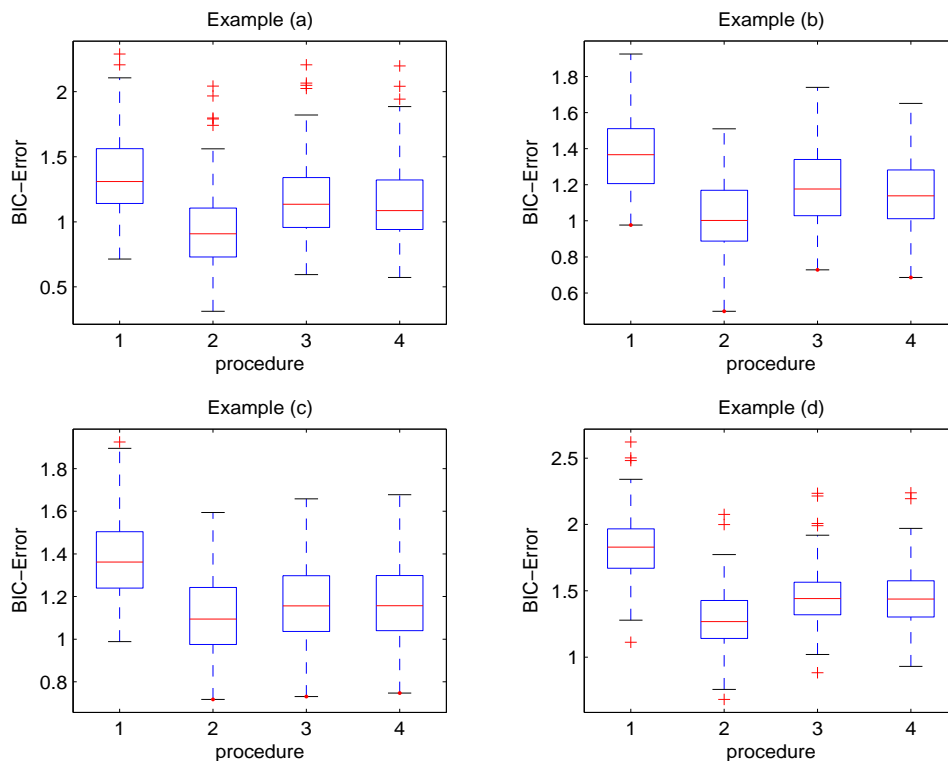 Example (a)
BIC−Error
2
1.5
1
0.5
1 2 3 4
procedure
Example (b)
BIC−Error
1.8
1.6
1.4
1.2
1
0.8
0.6
1 2 3 4
procedure
Example (c)
BIC−Error
1.8
1.6
1.4
1.2
1
0.8
1 2 3 4
procedure
Example (d)
BIC−Error
2.5
2
1.5
1
1 2 3 4
procedure